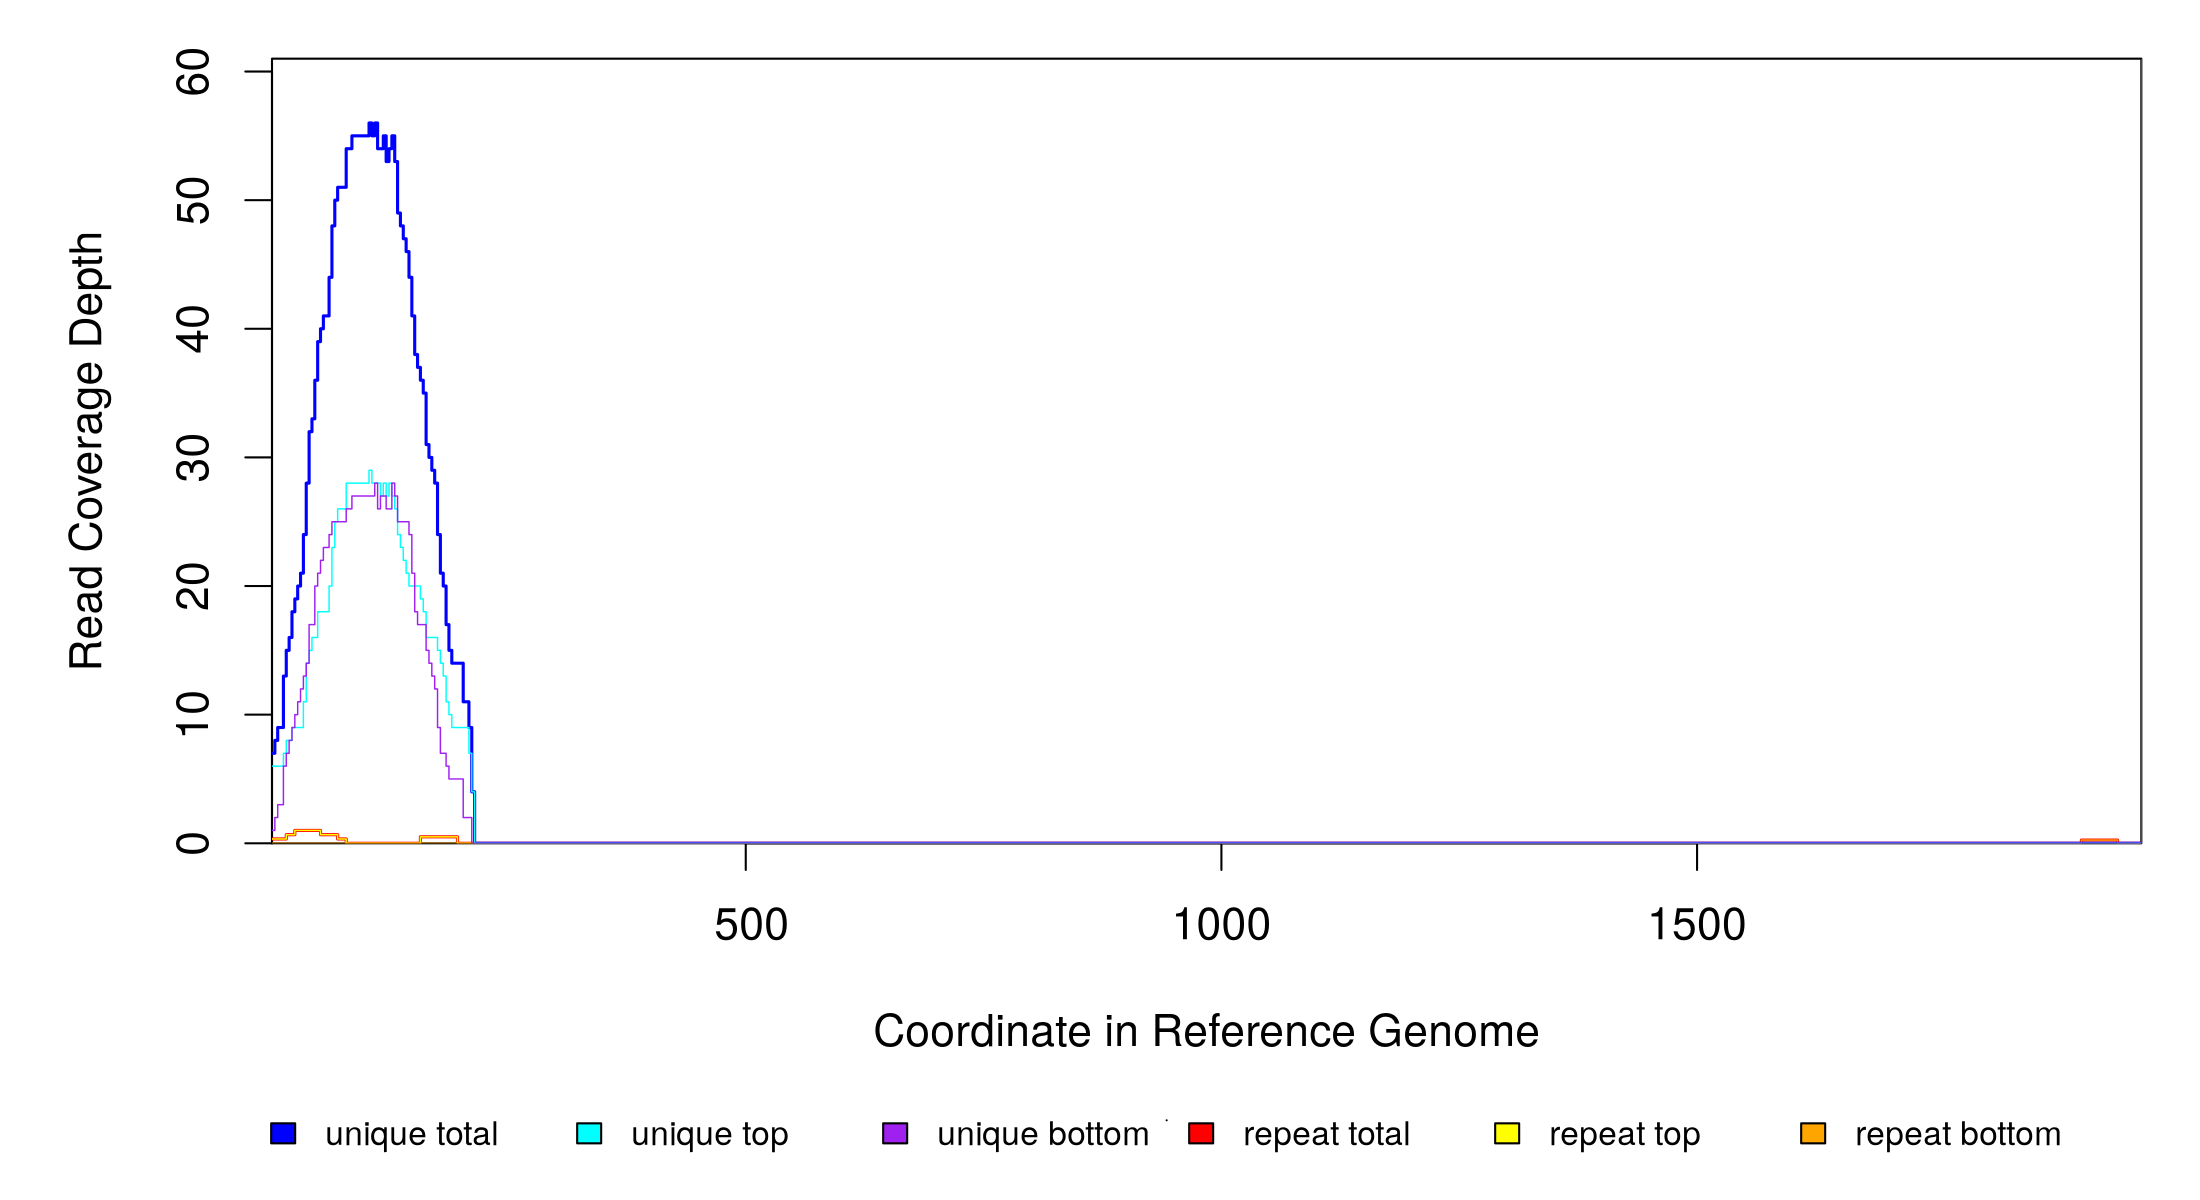 Read Coverage Depth
60
50
40
30
20
10
0
500 1000 1500
Coordinate in Reference Genome
unique total unique top unique bottom repeat total repeat top repeat bottom